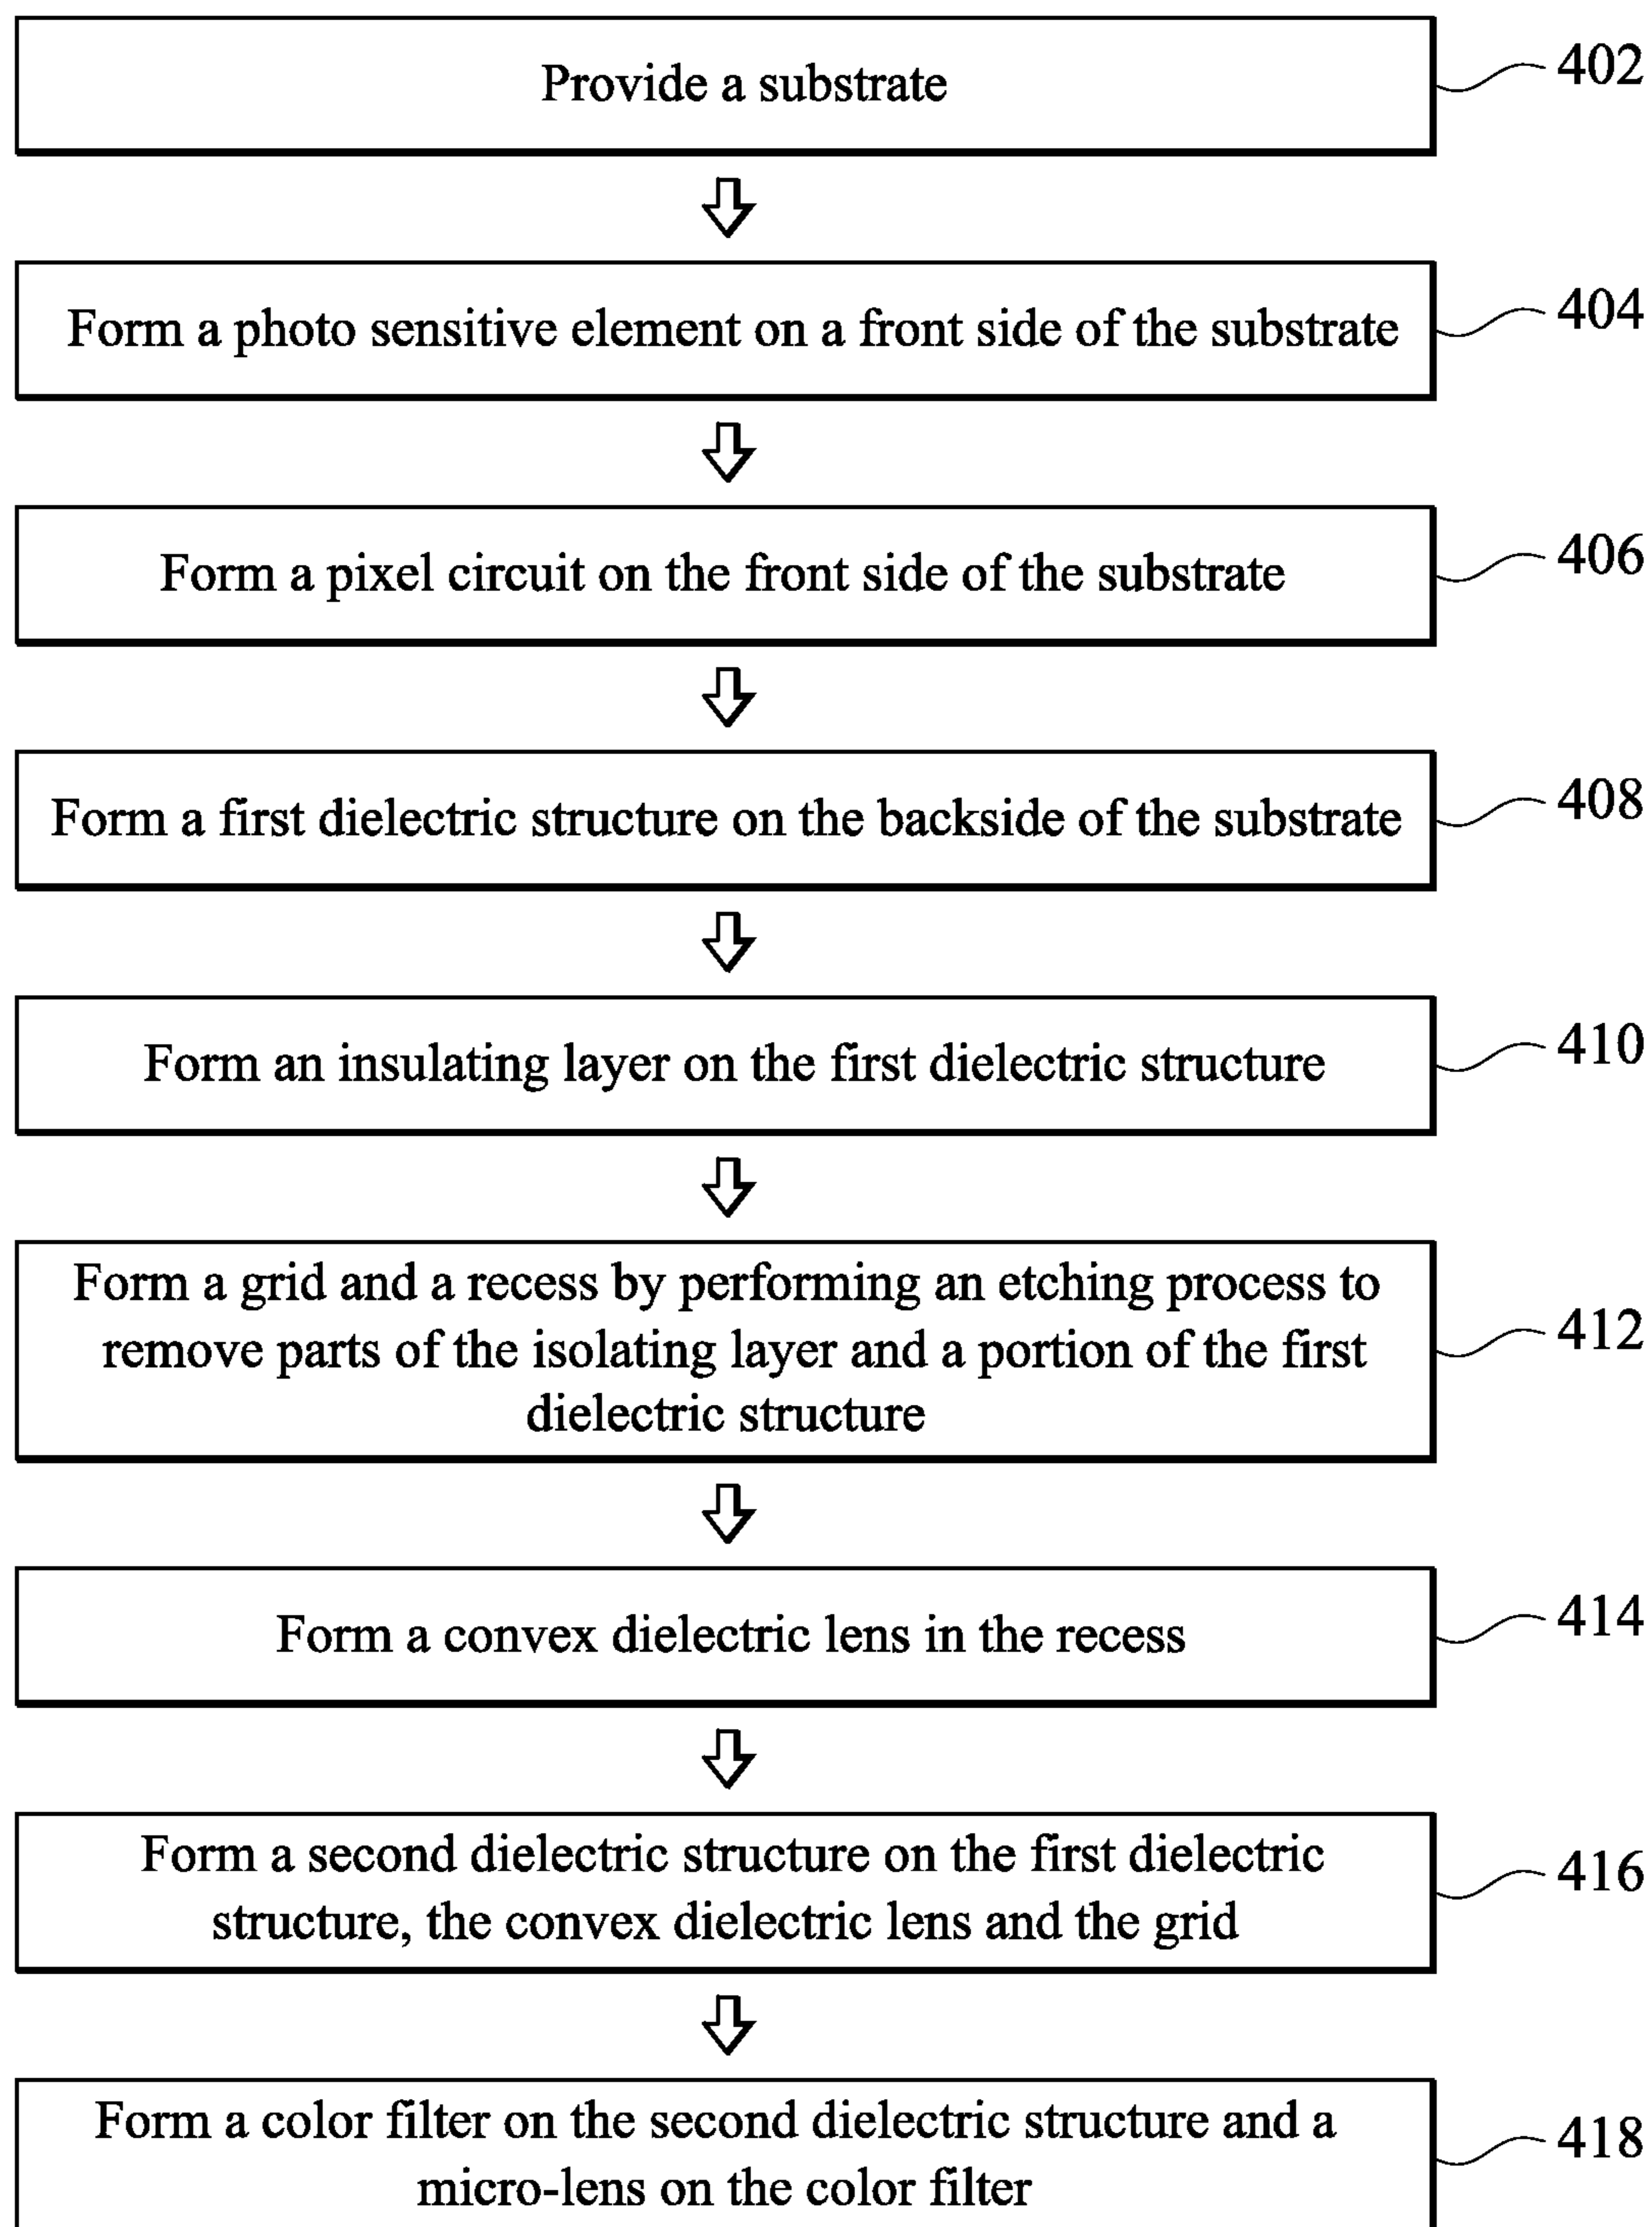 Provide a substrate
402
Form a photo sensitive element on a front side of the substrate
404
Form a pixel circuit on the front side of the substrate
406
Form a first dielectric structure on the backside of the substrate
408
Form an insulating layer on the first dielectric structure
410
Form a grid and a recess by performing an etching process to
remove parts of the isolating layer and a portion of the first
dielectric structure
412
Form a convex dielectric lens in the recess
414
Form a second dielectric structure on the first dielectric
structure, the convex dielectric lens and the grid
416
Form a color filter on the second dielectric structure and a
micro-lens on the color filter
418